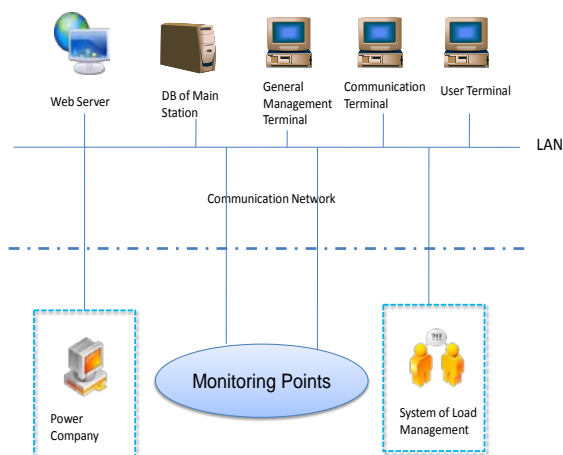 Web Server
DB of Main
Station
General
Management
Terminal
Communication
Terminal
User Terminal
LAN
Communication Network
?!!
Monitoring Points
Power
Company
System of Load
Management